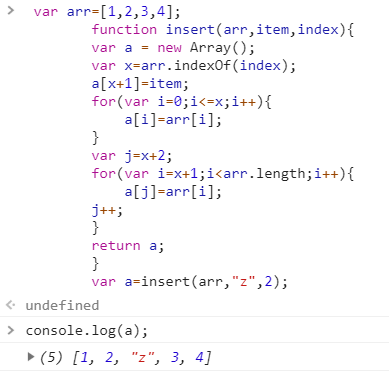 > var arr=[1,2,3,4];
function insert(arr,item,index){
var a = new Array();
var x=arr.indexOf(index);
a[x+1]=item;
for(var i=0;i<=x;i++){
a[i]=arr[i];
}
var j=x+2;
for(var i=x+1;i<arr.length;i++){
a[j]=arr[i];
j++;
}
return a;
}
var a=insert(arr,"z",2);
undefined
> console.log(a);
(5) [1, 2, "z", 3, 4]